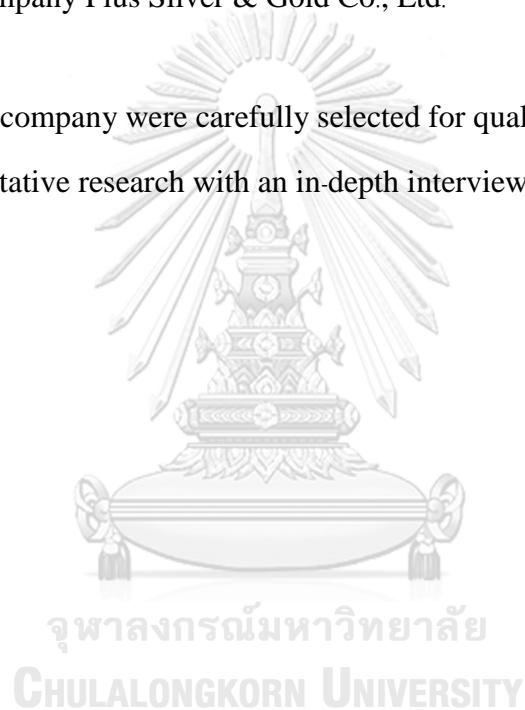 mpany Plus Silver & Gold Co., Ltd.
company were carefully selected for qual
tative research with an in-depth interview
จุฬาลงกรณ์มหาวิทยาลัย
CHULALONGKORN UNIVERSITY